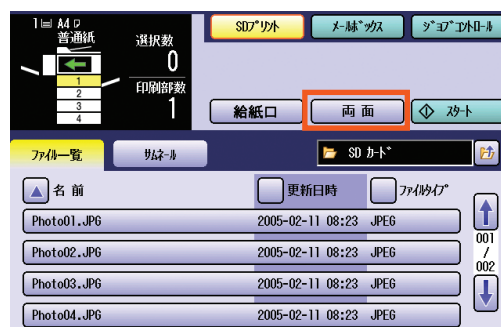 1 A4
普通紙
選択数
0
印刷部数
1
1
2
3
4
SDプリント
メールボックス
ジョブコントロール
給紙口
両面
スタート
ファイル一覧
サムネール
SD カード
名前
更新日時
ファイルタイプ
Photo01.JPG 2005-02-11 08:23 JPEG
Photo02.JPG 2005-02-11 08:23 JPEG
Photo03.JPG 2005-02-11 08:23 JPEG
Photo04.JPG 2005-02-11 08:23 JPEG
001
/
002